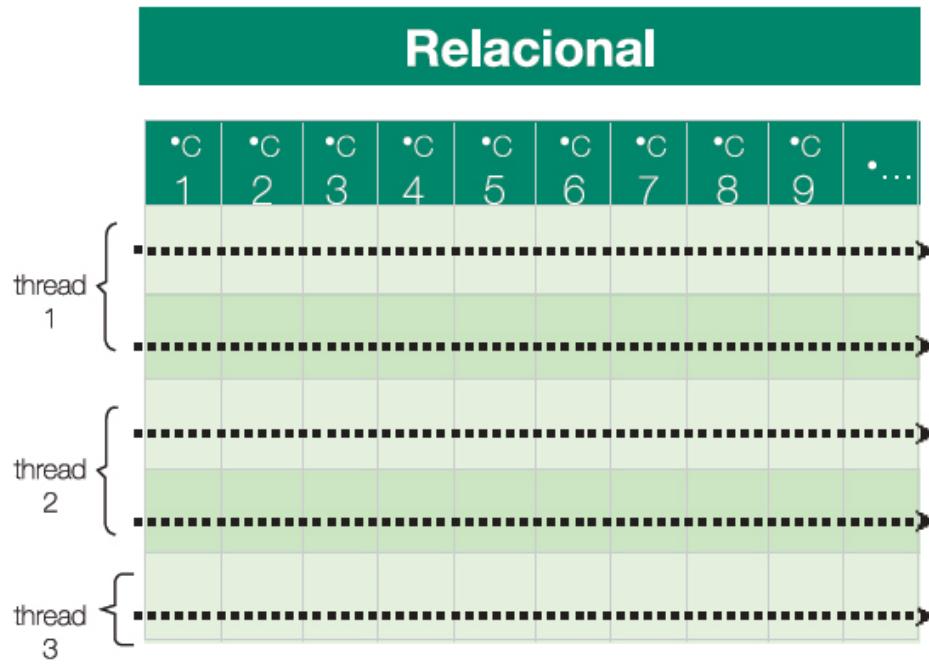 Relacional
•C •C •C •C •C •C •C •C •C •...
1 2 3 4 5 6 7 8 9
thread
1
thread
2
thread
3